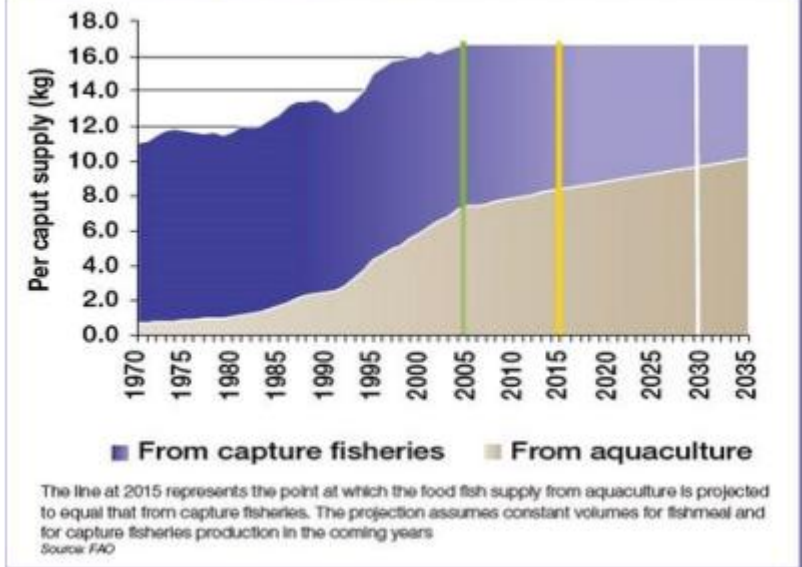 18.0
16.0
14.0
12.0
10.0
8.0
6.0
4.0
2.0
0.0
Per caput supply (kg)
1970 1975 1980 1985 1990 1995 2000 2005 2010 2015 2020 2025 2030 2035
From capture fisheries From aquaculture
The line at 2015 represents the point at which the food fish supply from aquaculture is projected
to equal that from capture fisheries. The projection assumes constant volumes for fishmeal and
for capture fisheries production in the coming years
Source: FAO